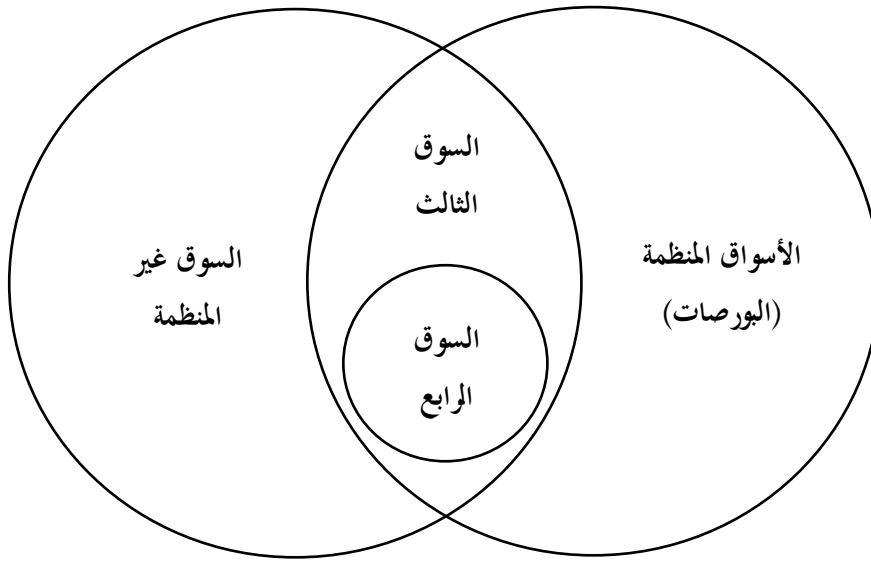 السوق
الثالث
الأسواق المنظمة
(البورصات)
السوق غير
المنظمة
السوق
الرابع